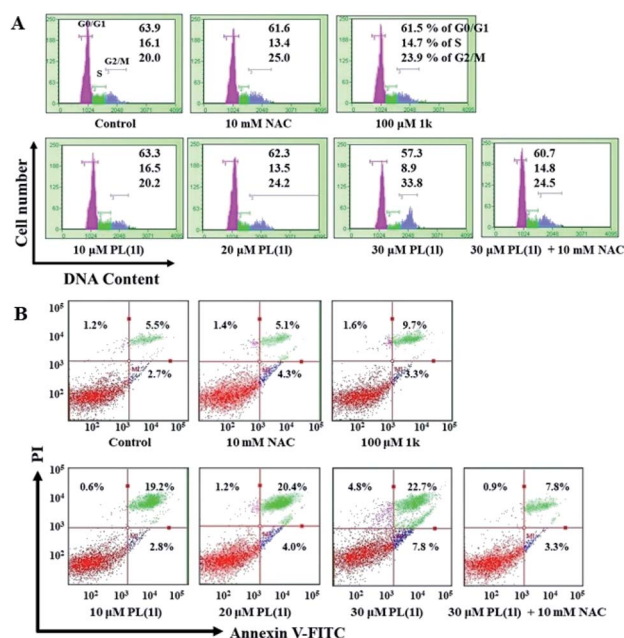 A
G0/G1
63.9
16.1
20.0
S
G2/M
61.6
13.4
25.0
61.5 % of G0/G1
14.7 % of S
23.9 % of G2/M
Control
10 mM NAC
100 µM 1k
63.3
16.5
20.2
62.3
13.5
24.2
57.3
8.9
33.8
60.7
14.8
24.5
10 µM PL(1l)
20 µM PL(1l)
30 µM PL(1l)
30 µM PL(1l) + 10 mM NAC
Cell number
DNA Content
B
1.2% 5.5%
2.7%
1.4% 5.1%
4.3%
1.6% 9.7%
3.3%
Control
10 mM NAC
100 µM 1k
0.6% 19.2%
2.8%
1.2% 20.4%
4.0%
4.8% 22.7%
7.8 %
0.9% 7.8%
3.3%
10 µM PL(1l)
20 µM PL(1l)
30 µM PL(1l)
30 µM PL(1l) + 10 mM NAC
PI
Annexin V-FITC